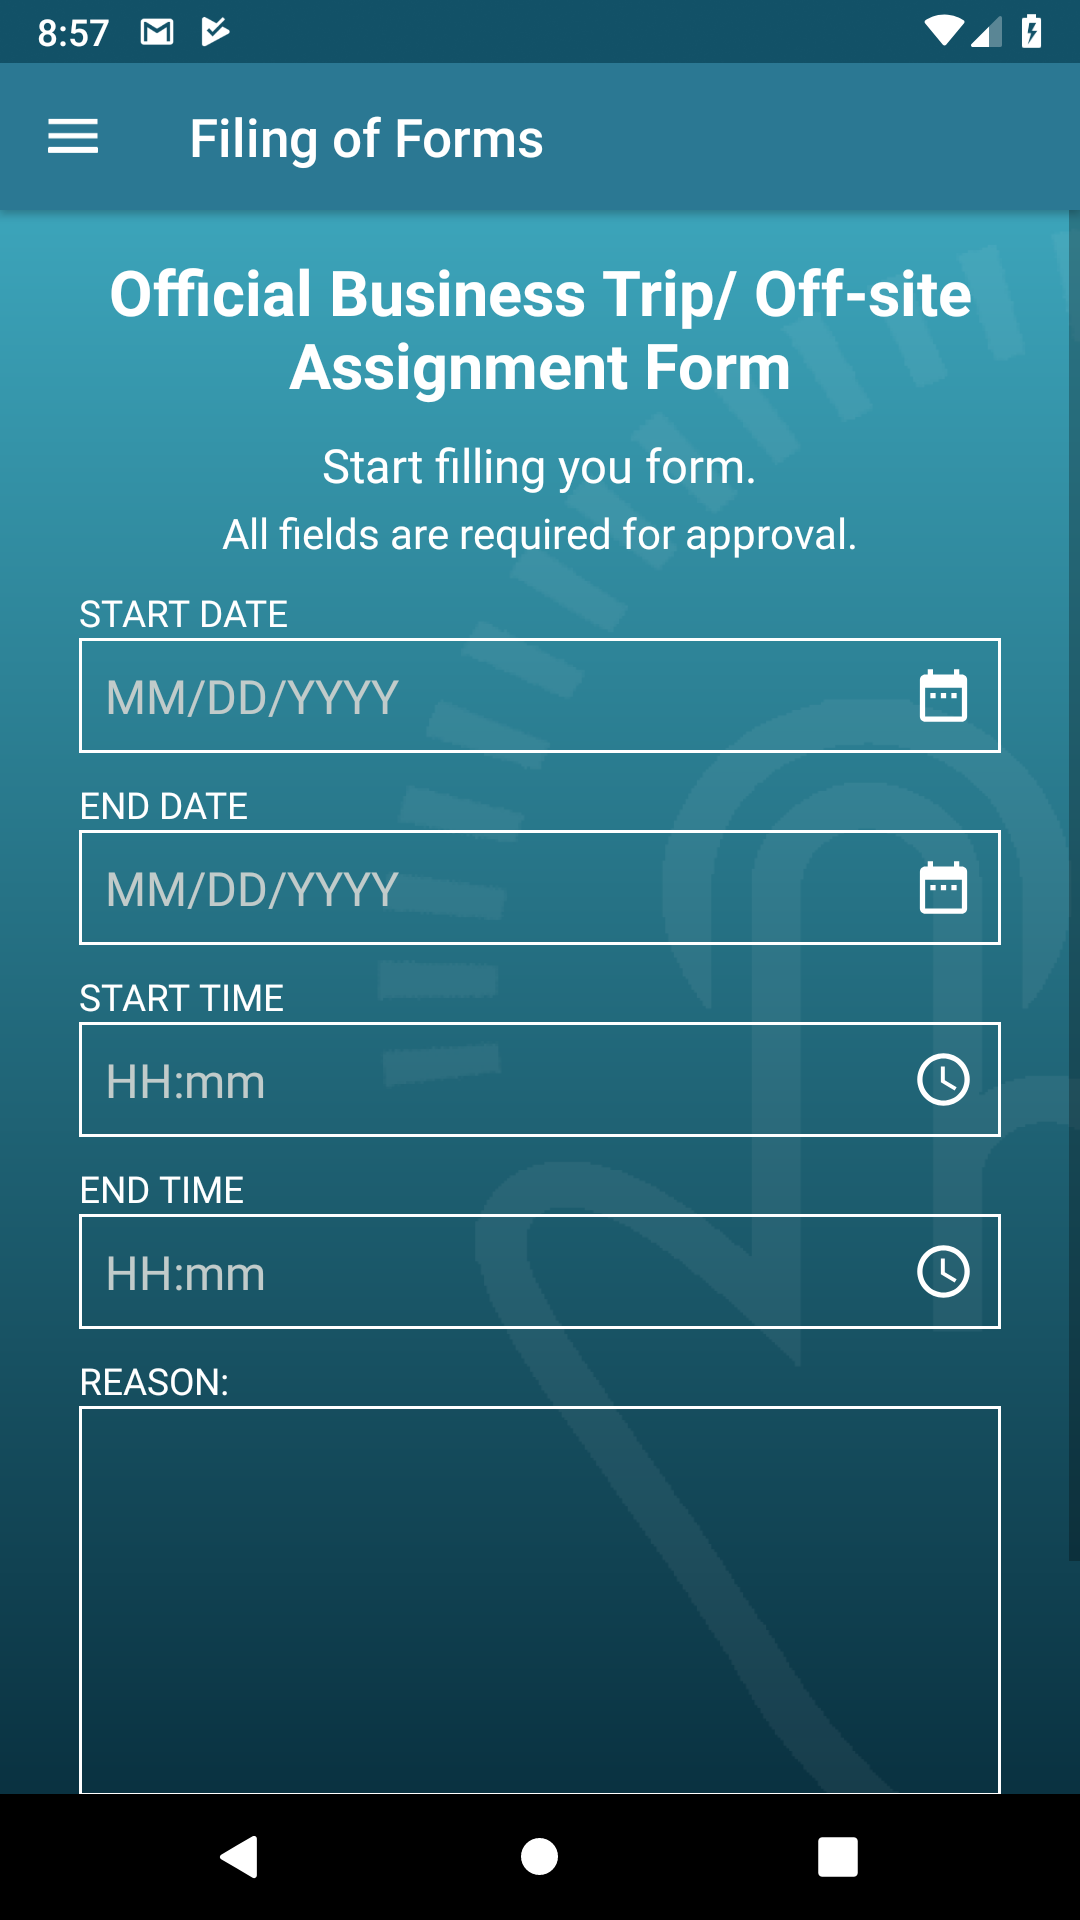 8:57
Filing of Forms
Official Business Trip/ Off-site
Assignment Form
Start filling you form.
All fields are required for approval.
START DATE
MM/DD/YYYY
END DATE
MM/DD/YYYY
START TIME
HH:mm
END TIME
HH:mm
REASON: